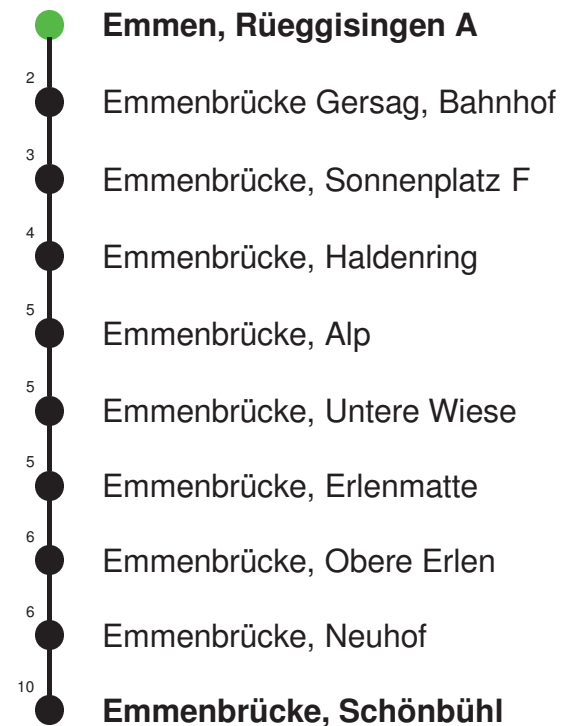 Emmen, Rüeggisingen A
2
Emmenbrücke Gersag, Bahnhof
3
Emmenbrücke, Sonnenplatz F
4
Emmenbrücke, Haldenring
5
Emmenbrücke, Alp
5
Emmenbrücke, Untere Wiese
5
Emmenbrücke, Erlenmatte
6
Emmenbrücke, Obere Erlen
6
Emmenbrücke, Neuhof
10
Emmenbrücke, Schönbühl